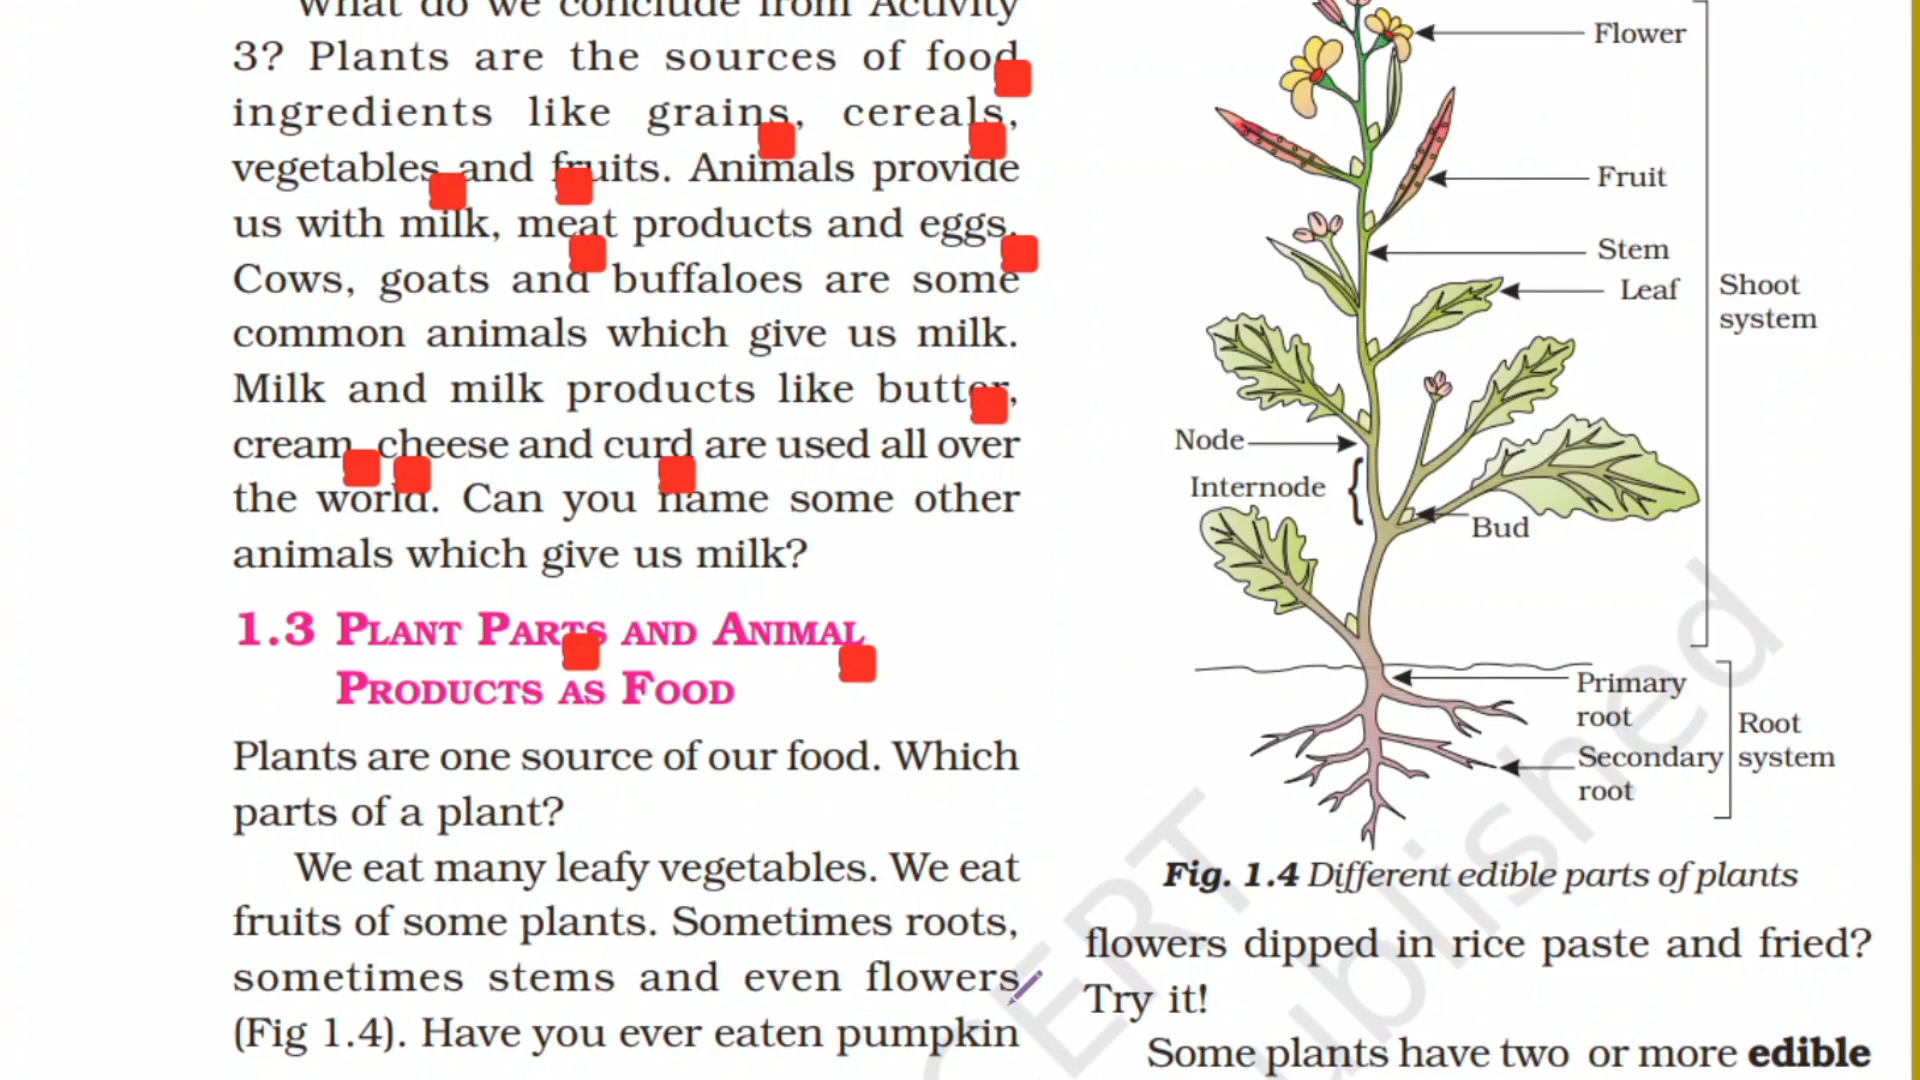 What do we conclude from Activity
3? Plants are the sources of food
ingredients like grains, cereals,
vegetables and fruits. Animals provide
us with milk, meat products and eggs.
Cows, goats and buffaloes are some
common animals which give us milk.
Milk and milk products like butter,
cream, cheese and curd are used all over
the world. Can you name some other
animals which give us milk?
1.3 PLANT PARTS AND ANIMAL
PRODUCTS AS FOOD
Plants are one source of our food. Which
parts of a plant?
We eat many leafy vegetables. We eat
fruits of some plants. Sometimes roots,
sometimes stems and even flowers
(Fig 1.4). Have you ever eaten pumpkin
Flower
Fruit
Stem
Leaf
Shoot
system
Node
Internode
Bud
Primary
root
Root
system
Secondary
root
Fig. 1.4 Different edible parts of plants
flowers dipped in rice paste and fried?
Try it!
Some plants have two or more edible